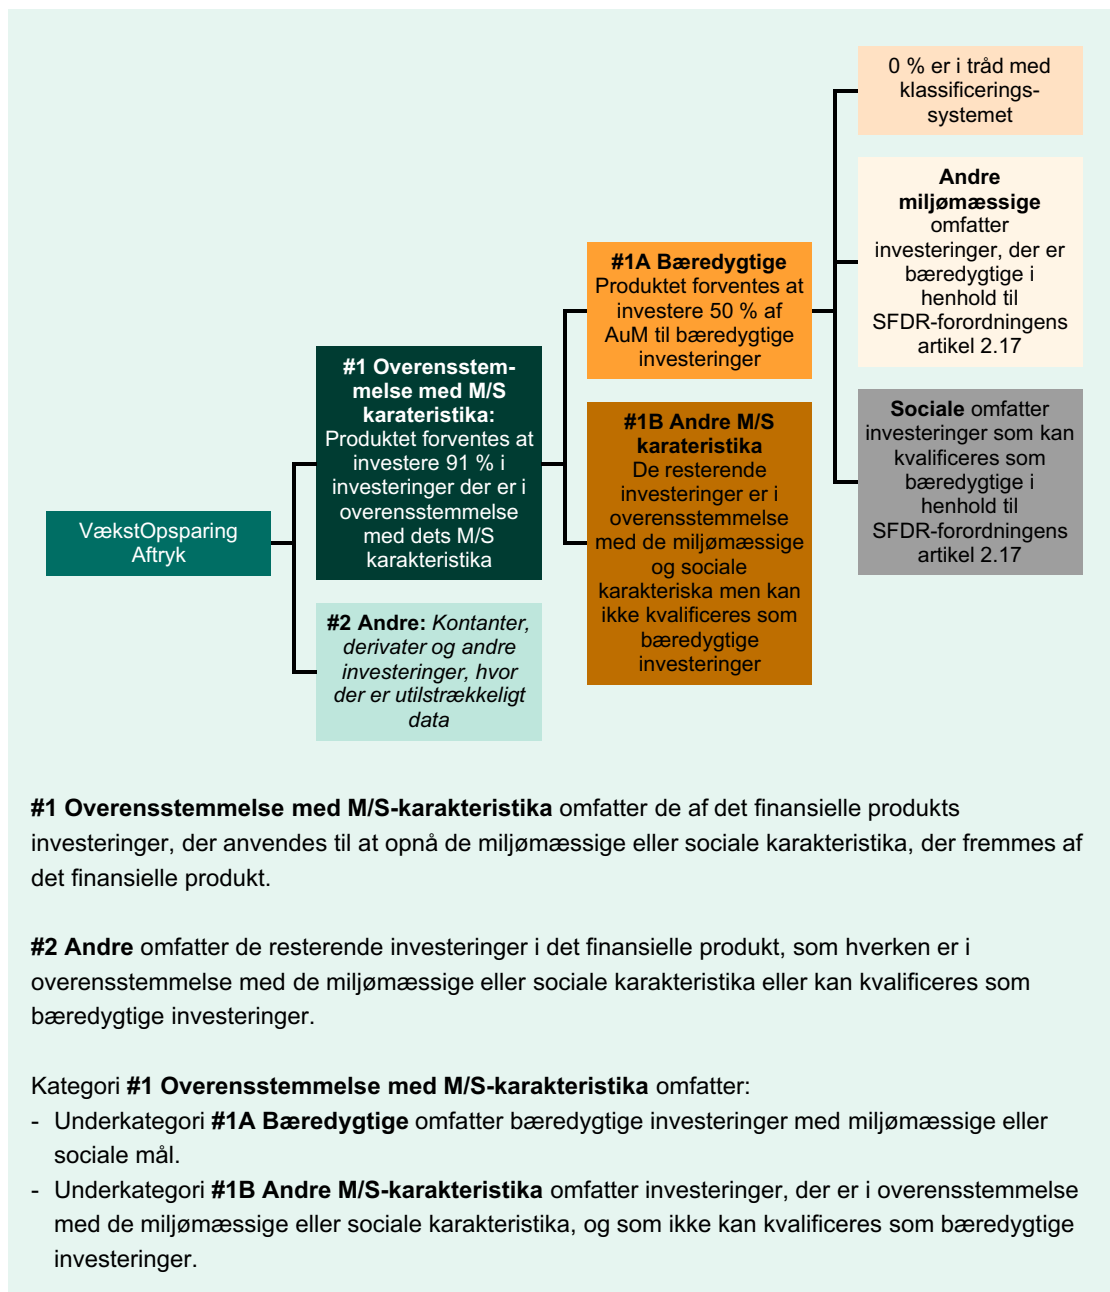 VækstOpsparing
Aftryk
#1 Overensstem-
melse med M/S
karateristika:
Produktet forventes at
investere 91 % i
investeringer der er i
overensstemmelse
med dets M/S
karakteristika
#2 Andre: Kontanter,
derivater og andre
investeringer, hvor
der er utilstrækkeligt
data
#1A Bæredygtige
Produktet forventes at
investere 50 % af
AuM til bæredygtige
investeringer
#1B Andre M/S
karateristika
De resterende
investeringer er i
overensstemmelse
med de miljømæssige
og sociale
karakteriska men kan
ikke kvalificeres som
bæredygtige
investeringer
0 % er i tråd med
klassificerings-
systemet
Andre
miljømæssige
omfatter
investeringer, der er
bæredygtige i
henhold til
SFDR-forordningens
artikel 2.17
Sociale omfatter
investeringer som kan
kvalificeres som
bæredygtige i
henhold til
SFDR-forordningens
artikel 2.17
#1 Overensstemmelse med M/S-karakteristika omfatter de af det finansielle produkts
investeringer, der anvendes til at opnå de miljømæssige eller sociale karakteristika, der fremmes af
det finansielle produkt.
#2 Andre omfatter de resterende investeringer i det finansielle produkt, som hverken er i
overensstemmelse med de miljømæssige eller sociale karakteristika eller kan kvalificeres som
bæredygtige investeringer.
Kategori #1 Overensstemmelse med M/S-karakteristika omfatter:
- Underkategori #1A Bæredygtige omfatter bæredygtige investeringer med miljømæssige eller
sociale mål.
- Underkategori #1B Andre M/S-karakteristika omfatter investeringer, der er i overensstemmelse
med de miljømæssige eller sociale karakteristika, og som ikke kan kvalificeres som bæredygtige
investeringer.